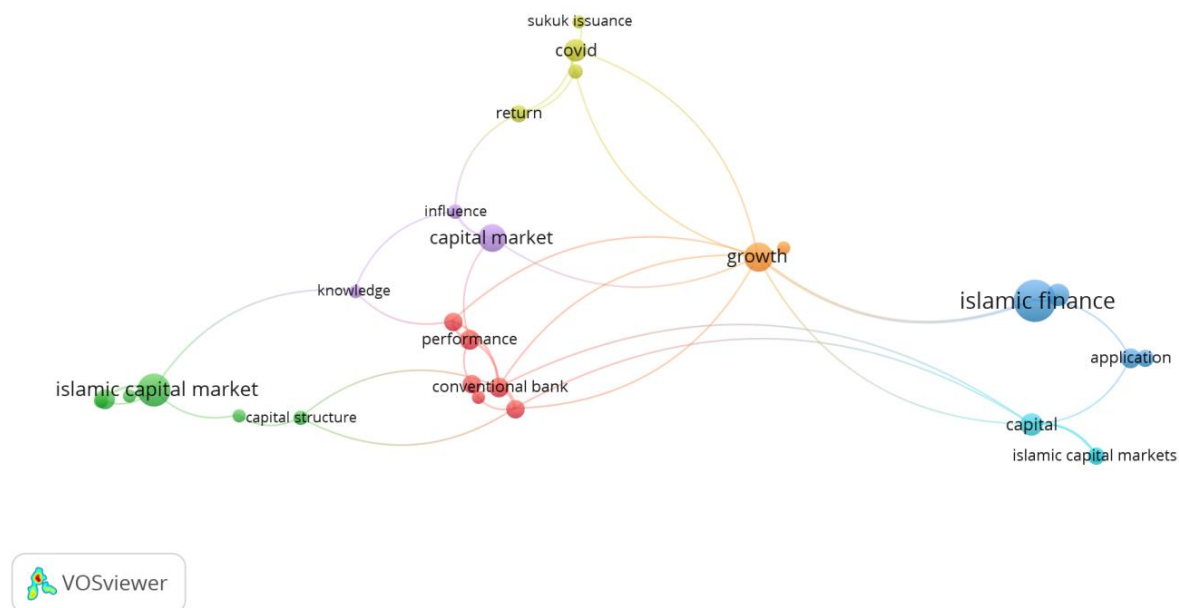 sukuk issuance
covid
return
influence
capital market
growth
knowledge
islamic finance
performance
application
conventional bank
islamic capital market
capital structure
capital
islamic capital markets
VOSviewer